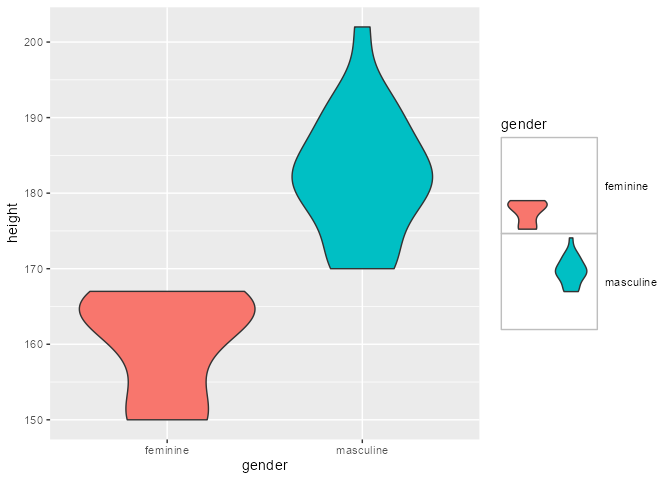 200
190
180
170
160
150
height
feminine
masculine
gender
gender
feminine
masculine